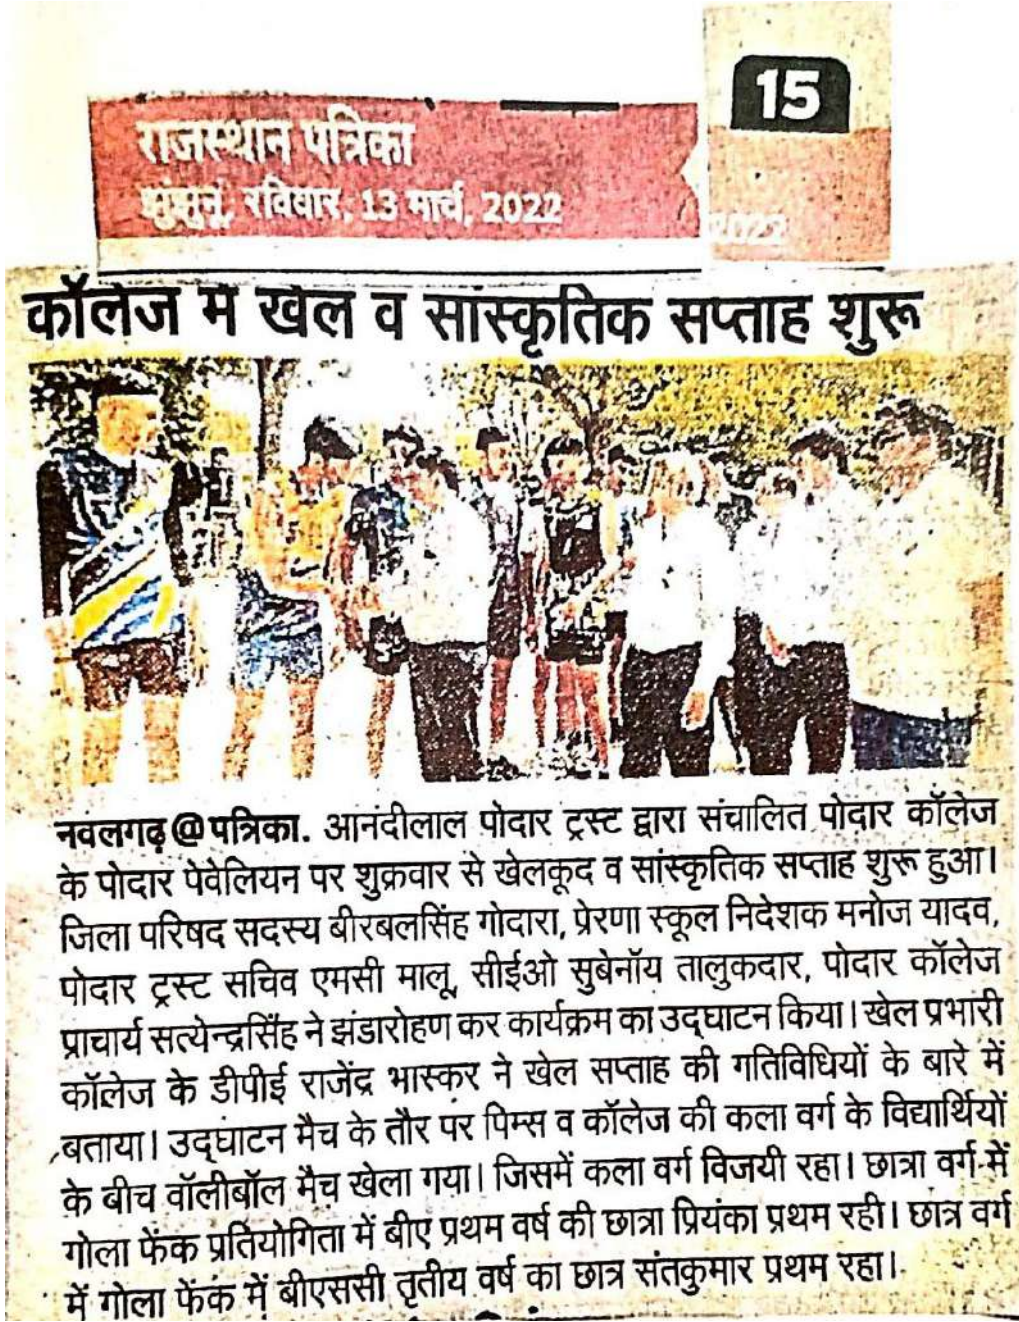 15
राजस्थान पत्रिका
झुंझुनूं, रविवार, 13 मार्च, 2022
2022
कॉलेज में खेल व सांस्कृतिक सप्ताह शुरू
नवलगढ़@पत्रिका. आनंदीलाल पोदार ट्रस्ट द्वारा संचालित पोदार कॉलेज
के पोदार पेवेलियन पर शुक्रवार से खेलकूद व सांस्कृतिक सप्ताह शुरू हुआ।
जिला परिषद सदस्य बीरबलसिंह गोदारा, प्रेरणा स्कूल निदेशक मनोज यादव,
पोदार ट्रस्ट सचिव एमसी मालू, सीईओ सुबेनॉय तालुकदार, पोदार कॉलेज
प्राचार्य सत्येन्द्रसिंह ने झंडारोहण कर कार्यक्रम का उद्घाटन किया। खेल प्रभारी
कॉलेज के डीपीई राजेंद्र भास्कर ने खेल सप्ताह की गतिविधियों के बारे में
बताया। उद्घाटन मैच के तौर पर पिम्स व कॉलेज की कला वर्ग के विद्यार्थियों
के बीच वॉलीबॉल मैच खेला गया। जिसमें कला वर्ग विजयी रहा। छात्रा वर्ग में
गोला फेंक प्रतियोगिता में बीए प्रथम वर्ष की छात्रा प्रियंका प्रथम रही। छात्र वर्ग
में गोला फेंक में बीएससी तृतीय वर्ष का छात्र संतकुमार प्रथम रहा।